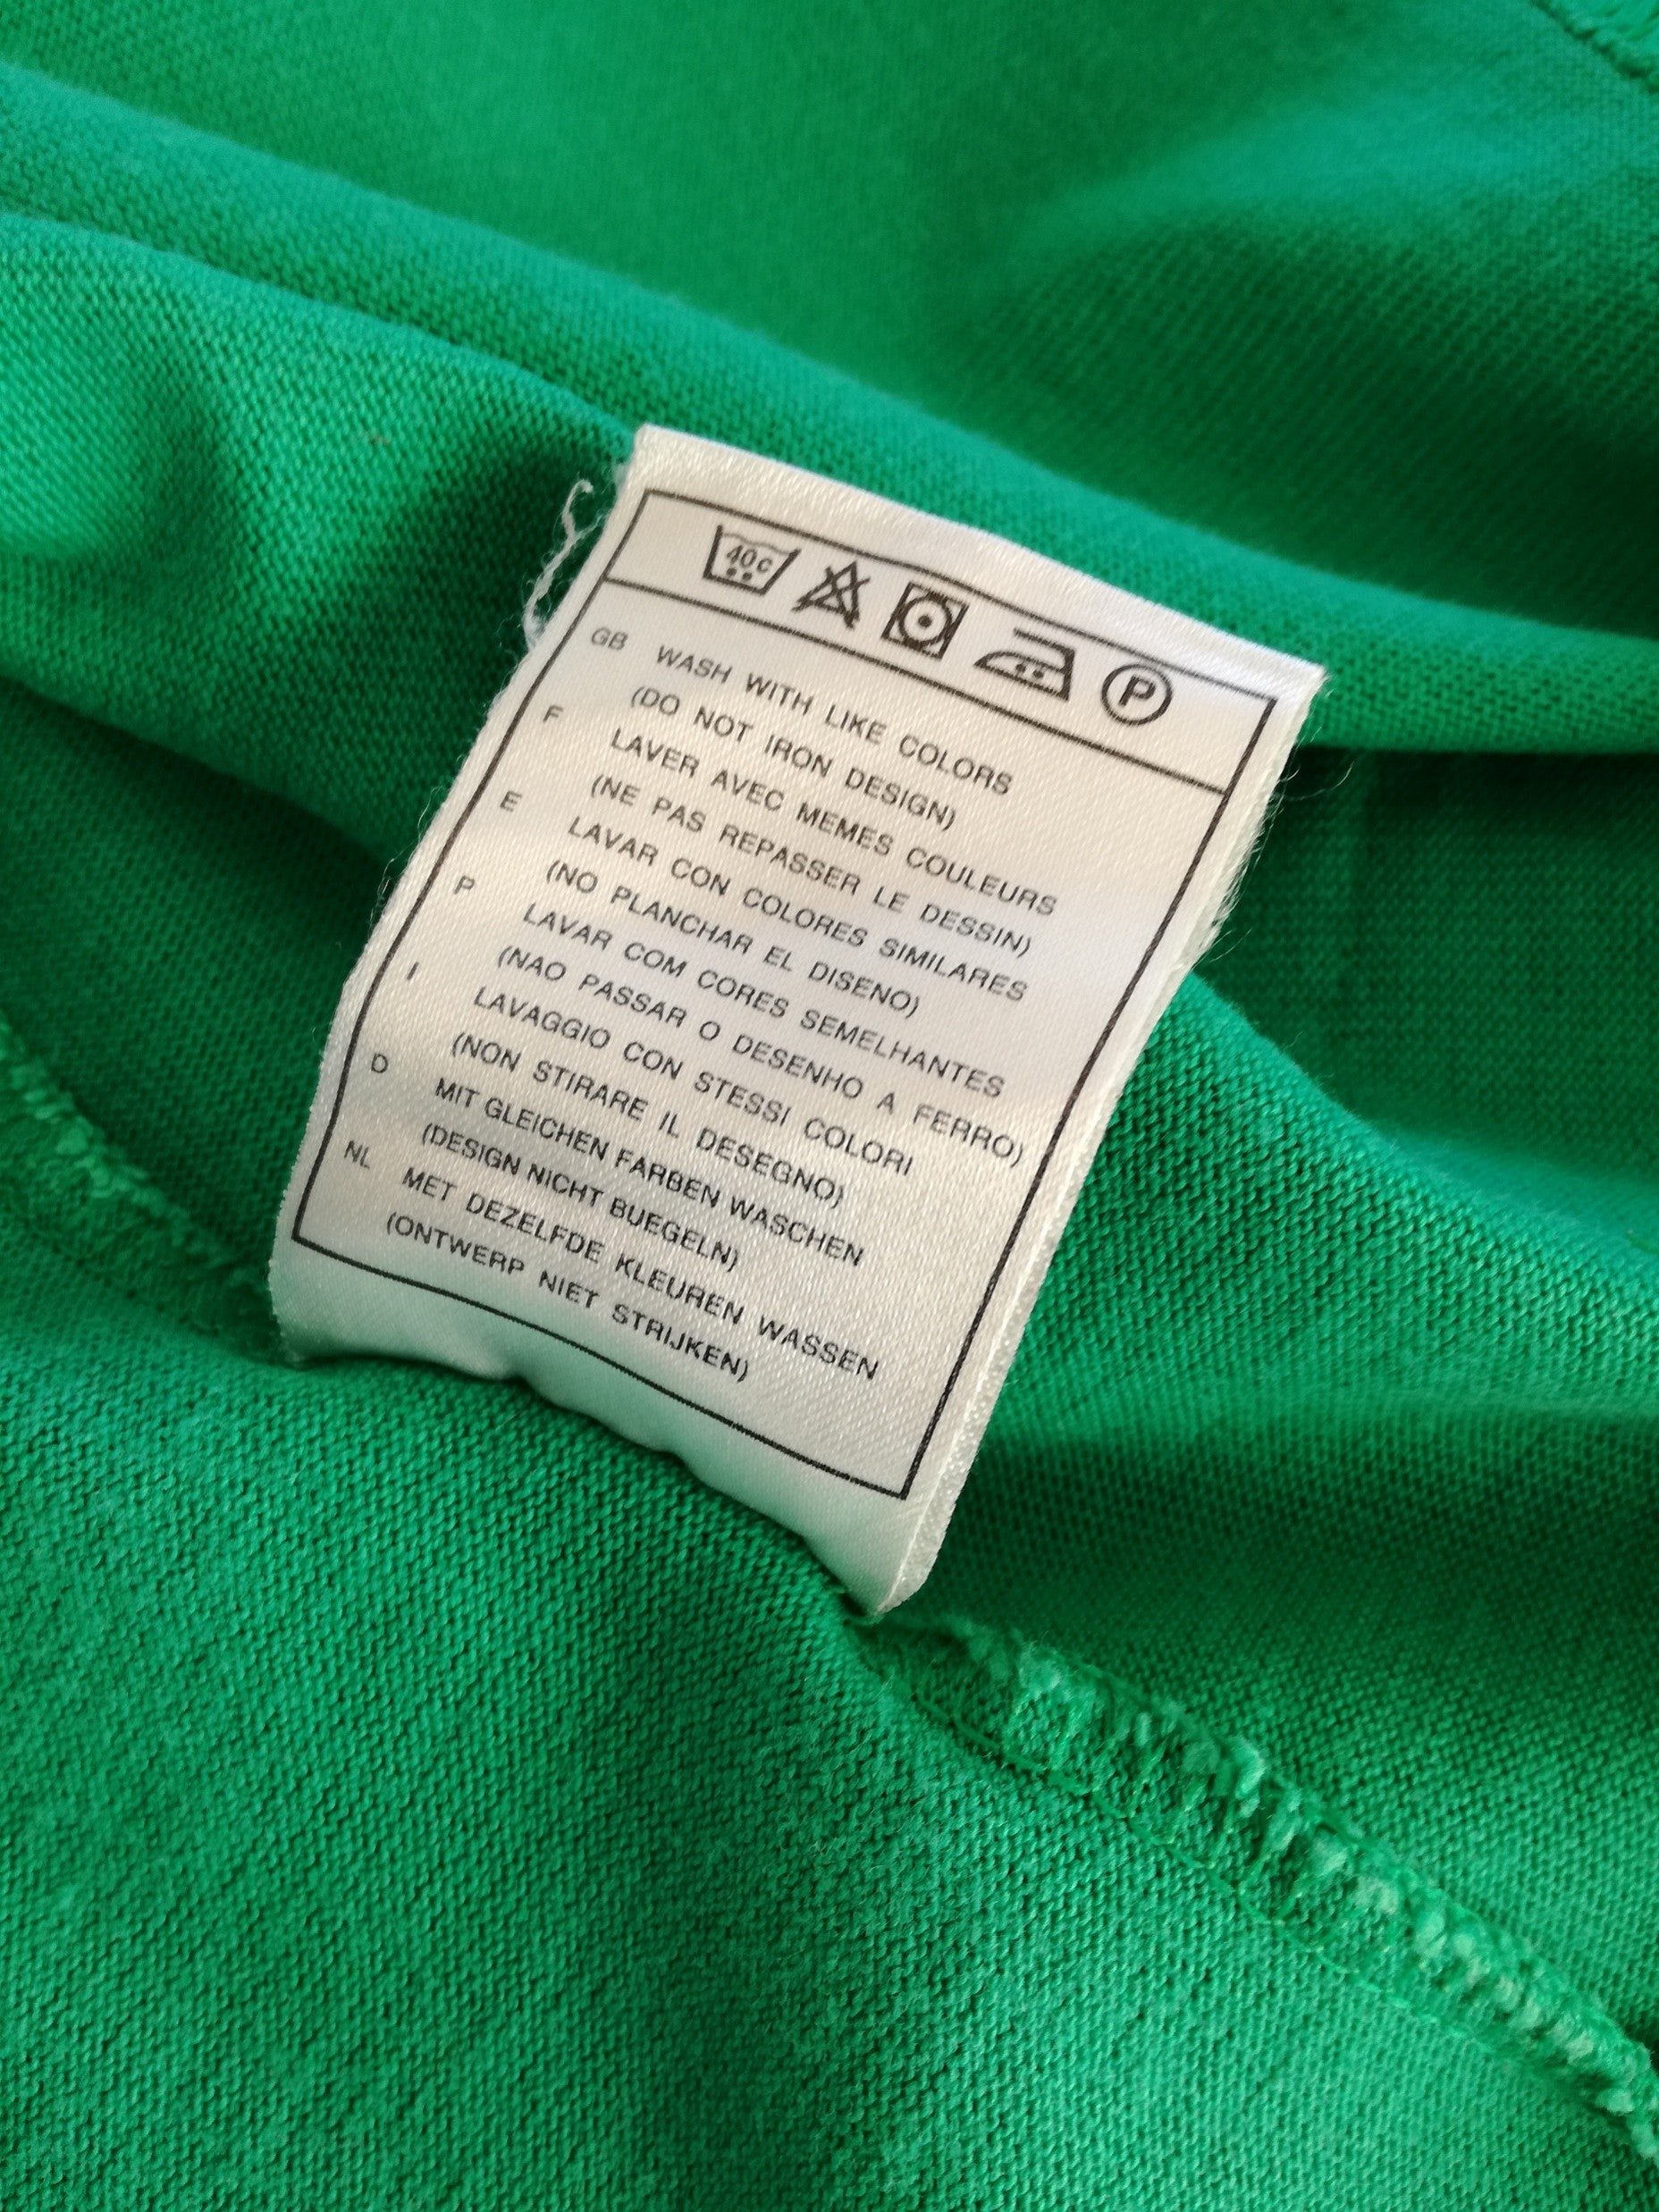 40c
P
GB WASH WITH LIKE COLORS
(DO NOT IRON DESIGN)
F LAVER AVEC MEMES COULEURS
(NE PAS REPASSER LE DESSIN)
E LAVAR CON COLORES SIMILARES
(NO PLANCHAR EL DISENO)
P LAVAR COM CORES SEMELHANTES
(NAO PASSAR O DESENHO A FERRO)
I LAVAGGIO CON STESSI COLORI
(NON STIRARE IL DESEGNO)
D MIT GLEICHEN FARBEN WASCHEN
(DESIGN NICHT BUEGELN)
NL MET DEZELFDE KLEUREN WASSEN
(ONTWERP NIET STRIJKEN)